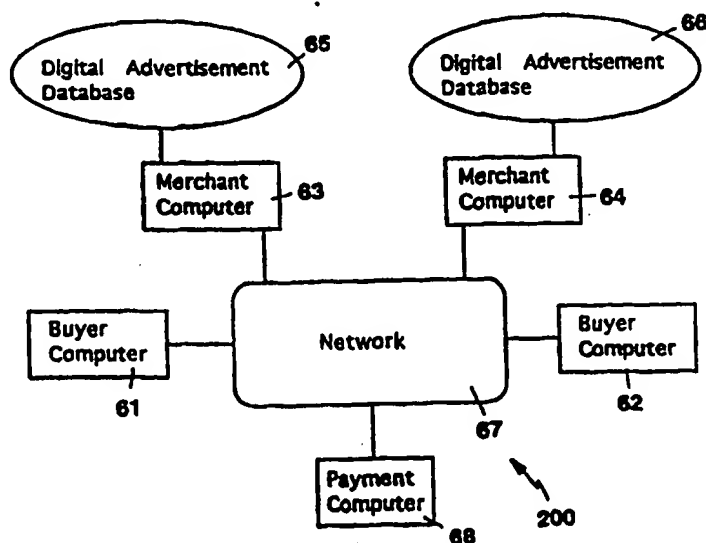 65
Digital Advertisement
Database
66
Digital Advertisement
Database
Merchant
Computer
63
Merchant
Computer
64
Buyer
Computer
61
Network
67
Buyer
Computer
62
Payment
Computer
68
200